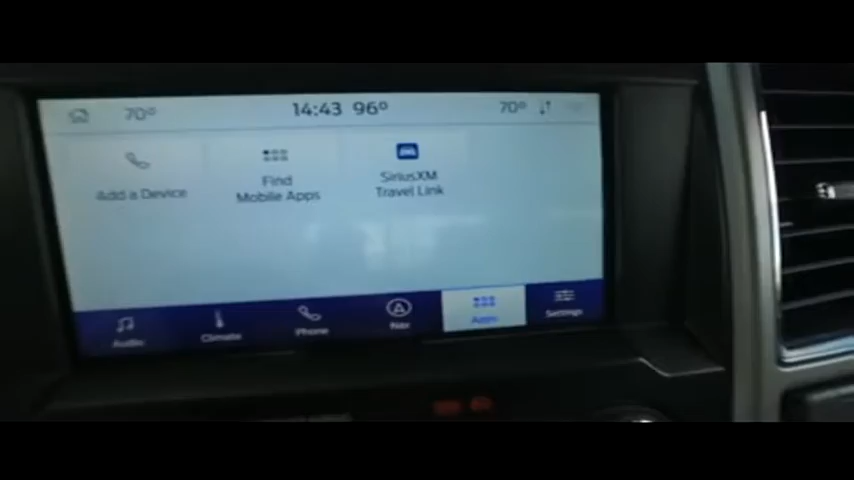 70° 14:43 96° 70°
Add a Device
Find
Mobile Apps
SiriusXM
Travel Link
Audio Climate Phone Nav Apps Settings